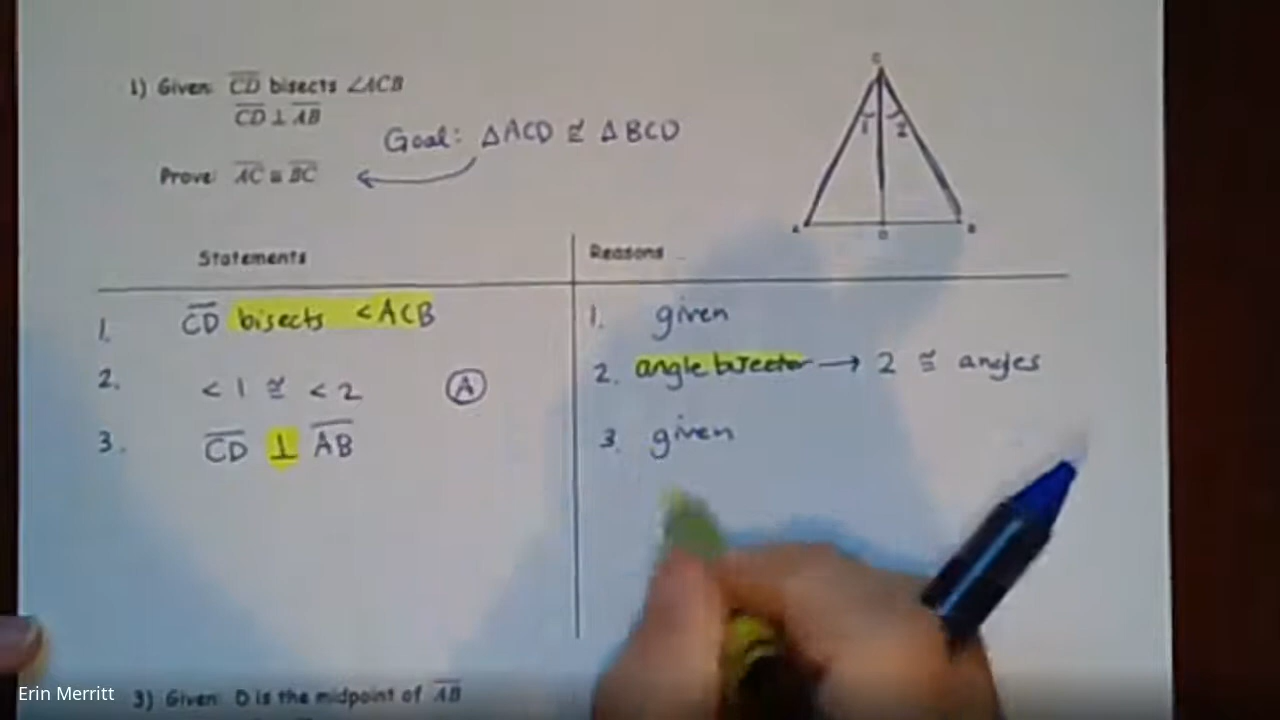 1) Given: CD bisects ∠ACB
CD ⊥ AB
Goal: △ACD ≅ △BCD
Prove: AC ≅ BC
C
1 2
A D B
Statements Reasons
1. CD bisects <ACB 1. given
2. <1 ≅ <2 A 2. angle bisector → 2 ≅ angles
3. CD ⊥ AB 3. given
Erin Merritt
3) Given: D is the midpoint of AB